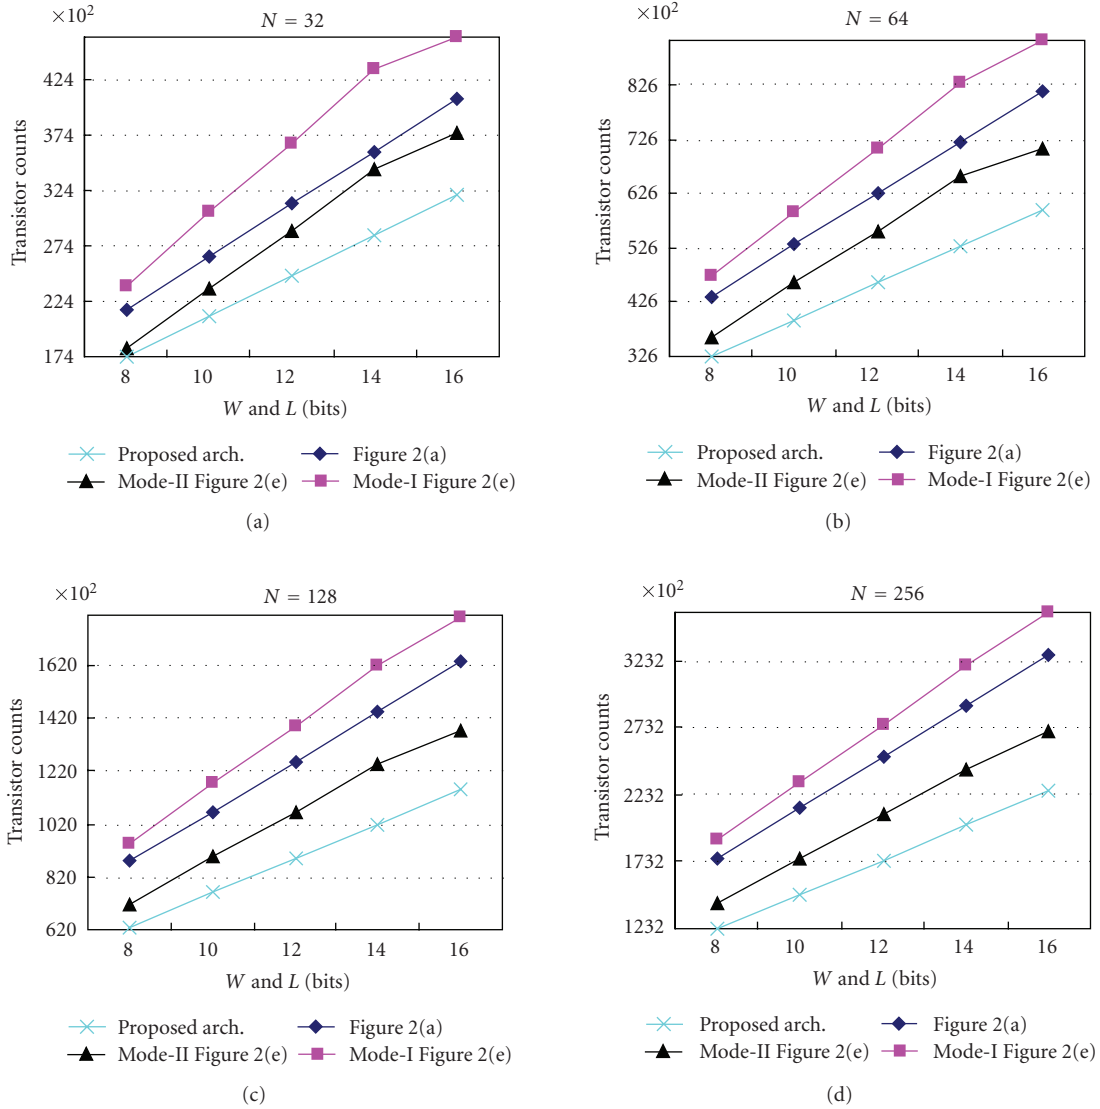 ×10²
N = 32
Transistor counts
424
374
324
274
224
174
8 10 12 14 16
W and L (bits)
Proposed arch. Figure 2(a)
Mode-II Figure 2(e) Mode-I Figure 2(e)
(a)
×10²
N = 64
Transistor counts
826
726
626
526
426
326
8 10 12 14 16
W and L (bits)
Proposed arch. Figure 2(a)
Mode-II Figure 2(e) Mode-I Figure 2(e)
(b)
×10²
N = 128
Transistor counts
1620
1420
1220
1020
820
620
8 10 12 14 16
W and L (bits)
Proposed arch. Figure 2(a)
Mode-II Figure 2(e) Mode-I Figure 2(e)
(c)
×10²
N = 256
Transistor counts
3232
2732
2232
1732
1232
8 10 12 14 16
W and L (bits)
Proposed arch. Figure 2(a)
Mode-II Figure 2(e) Mode-I Figure 2(e)
(d)